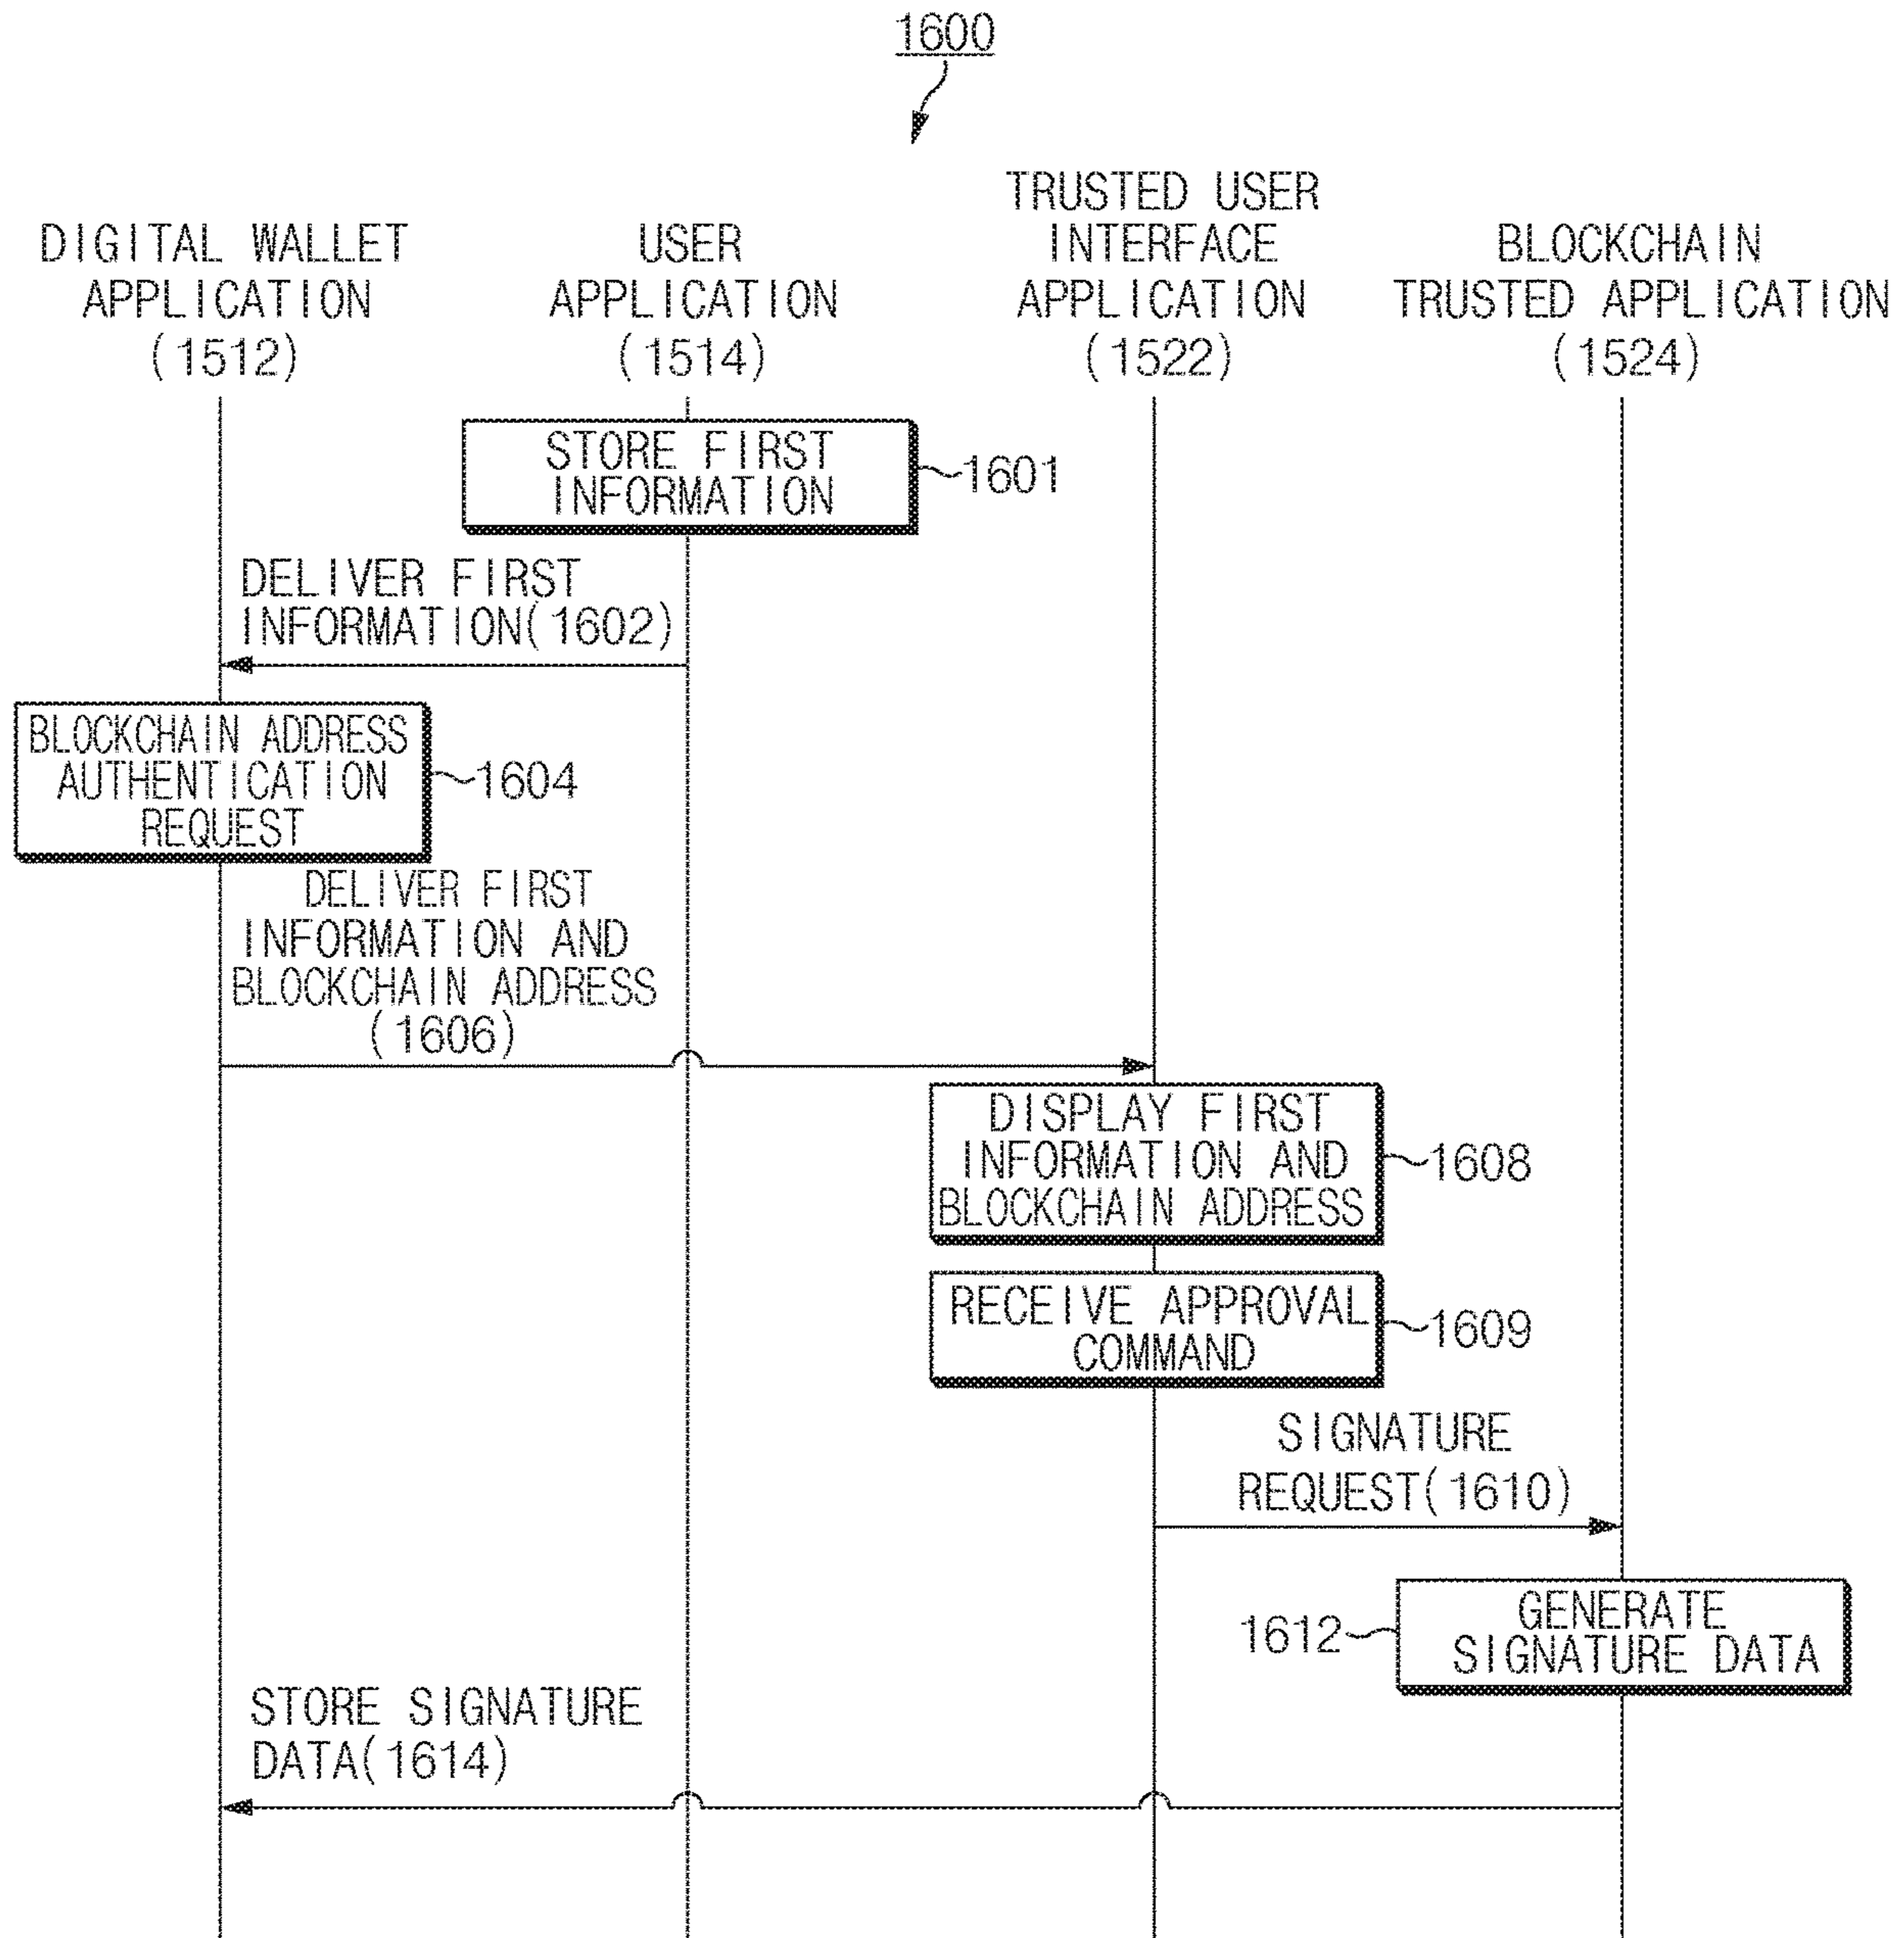 1600
DIGITAL WALLET
APPLICATION
(1512)
USER
APPLICATION
(1514)
TRUSTED USER
INTERFACE
APPLICATION
(1522)
BLOCKCHAIN
TRUSTED APPLICATION
(1524)
STORE FIRST
INFORMATION
1601
DELIVER FIRST
INFORMATION(1602)
BLOCKCHAIN ADDRESS
AUTHENTICATION
REQUEST
1604
DELIVER FIRST
INFORMATION AND
BLOCKCHAIN ADDRESS
(1606)
DISPLAY FIRST
INFORMATION AND
BLOCKCHAIN ADDRESS
1608
RECEIVE APPROVAL
COMMAND
1609
SIGNATURE
REQUEST(1610)
GENERATE
SIGNATURE DATA
1612
STORE SIGNATURE
DATA(1614)